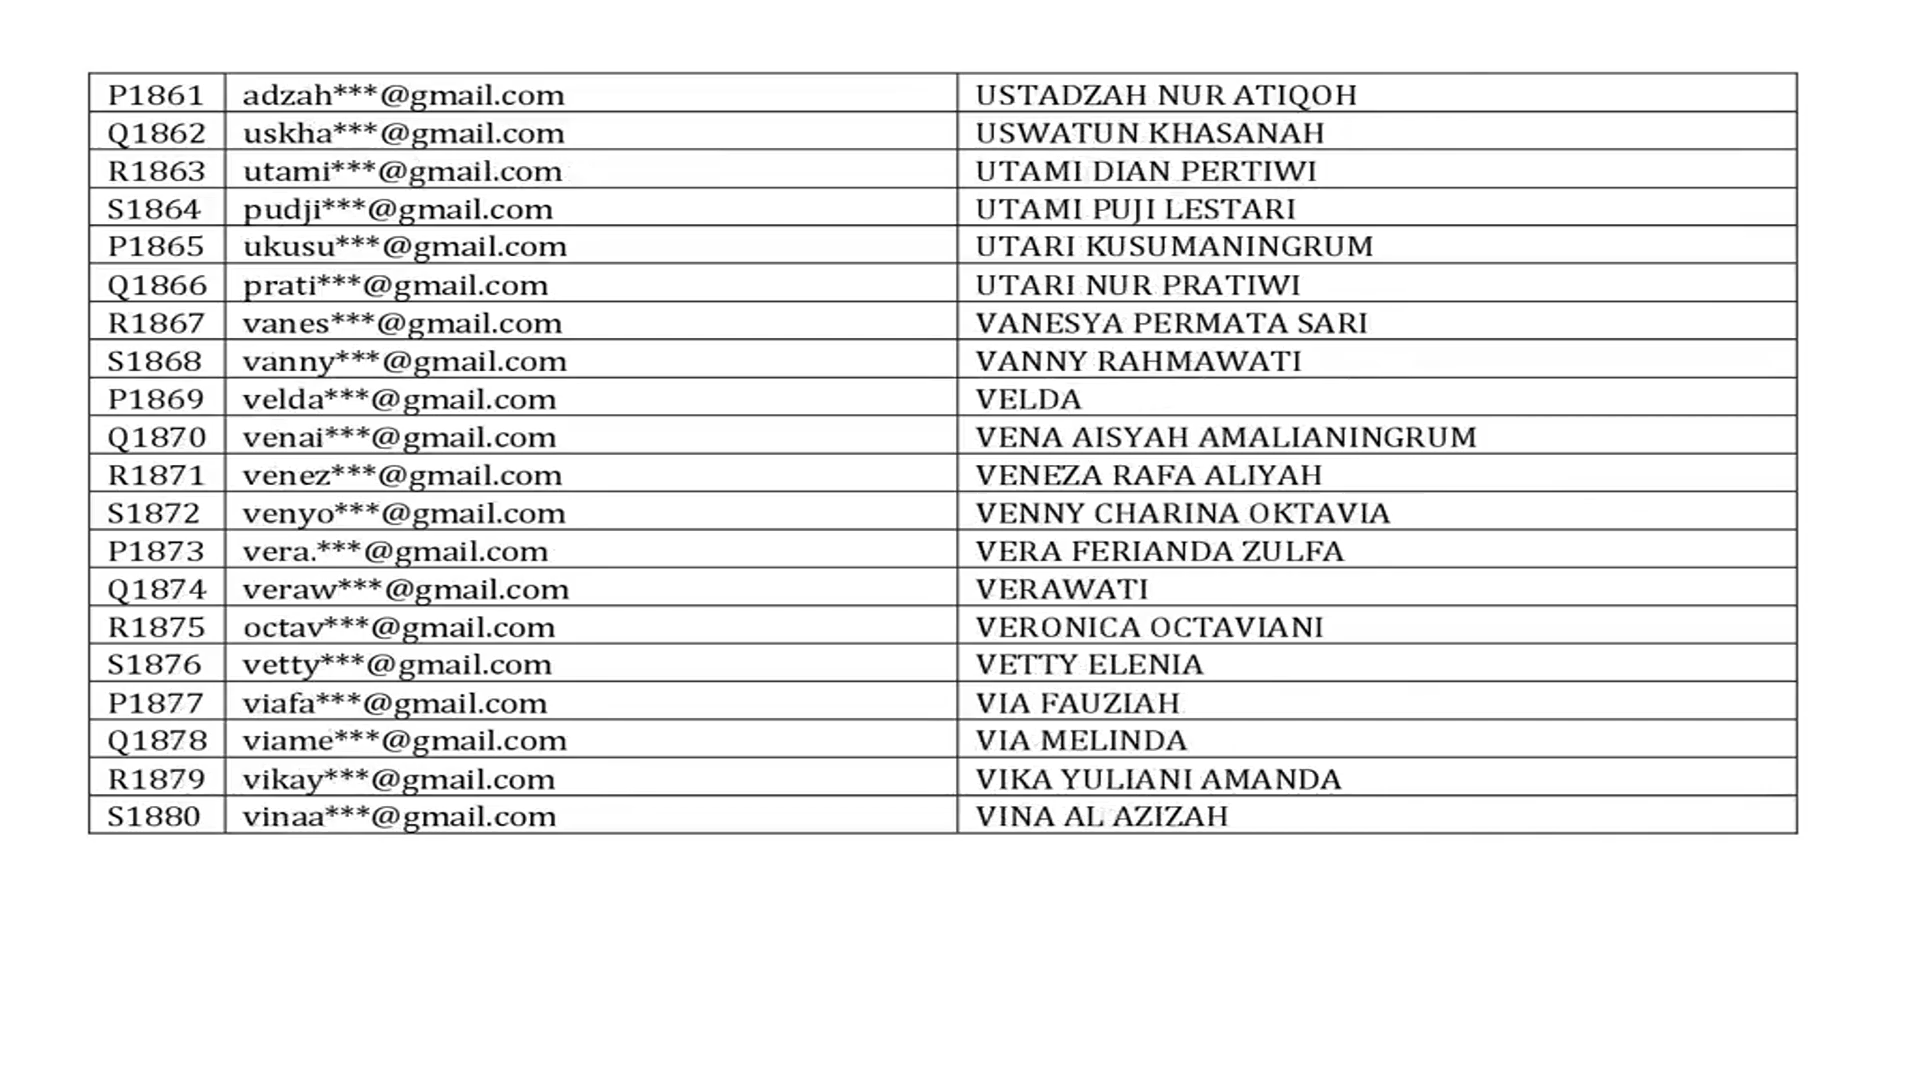 P1861 adzah***@gmail.com USTADZAH NUR ATIQOH
Q1862 uskha***@gmail.com USWATUN KHASANAH
R1863 utami***@gmail.com UTAMI DIAN PERTIWI
S1864 pudji***@gmail.com UTAMI PUJI LESTARI
P1865 ukusu***@gmail.com UTARI KUSUMANINGRUM
Q1866 prati***@gmail.com UTARI NUR PRATIWI
R1867 vanes***@gmail.com VANESYA PERMATA SARI
S1868 vanny***@gmail.com VANNY RAHMAWATI
P1869 velda***@gmail.com VELDA
Q1870 venai***@gmail.com VENA AISYAH AMALIANINGRUM
R1871 venez***@gmail.com VENEZA RAFA ALIYAH
S1872 venyo***@gmail.com VENNY CHARINA OKTAVIA
P1873 vera.***@gmail.com VERA FERIANDA ZULFA
Q1874 veraw***@gmail.com VERAWATI
R1875 octav***@gmail.com VERONICA OCTAVIANI
S1876 vetty***@gmail.com VETTY ELENIA
P1877 viafa***@gmail.com VIA FAUZIAH
Q1878 viame***@gmail.com VIA MELINDA
R1879 vikay***@gmail.com VIKA YULIANI AMANDA
S1880 vinaa***@gmail.com VINA AL AZIZAH